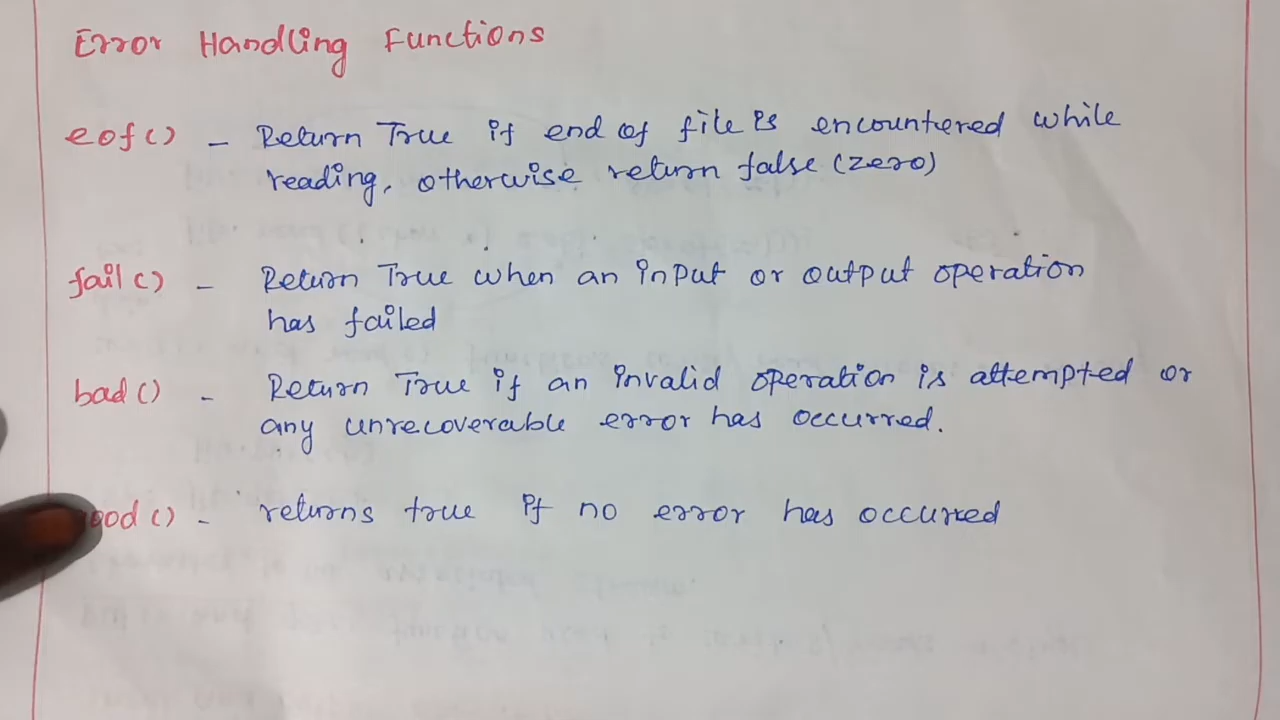 Error Handling Functions
eof() - Return True if end of file is encountered while
reading, otherwise return false (zero)
fail() - Return True when an input or output operation
has failed
bad() - Return True if an invalid operation is attempted or
any unrecoverable error has occurred.
ood() - returns true if no error has occurred